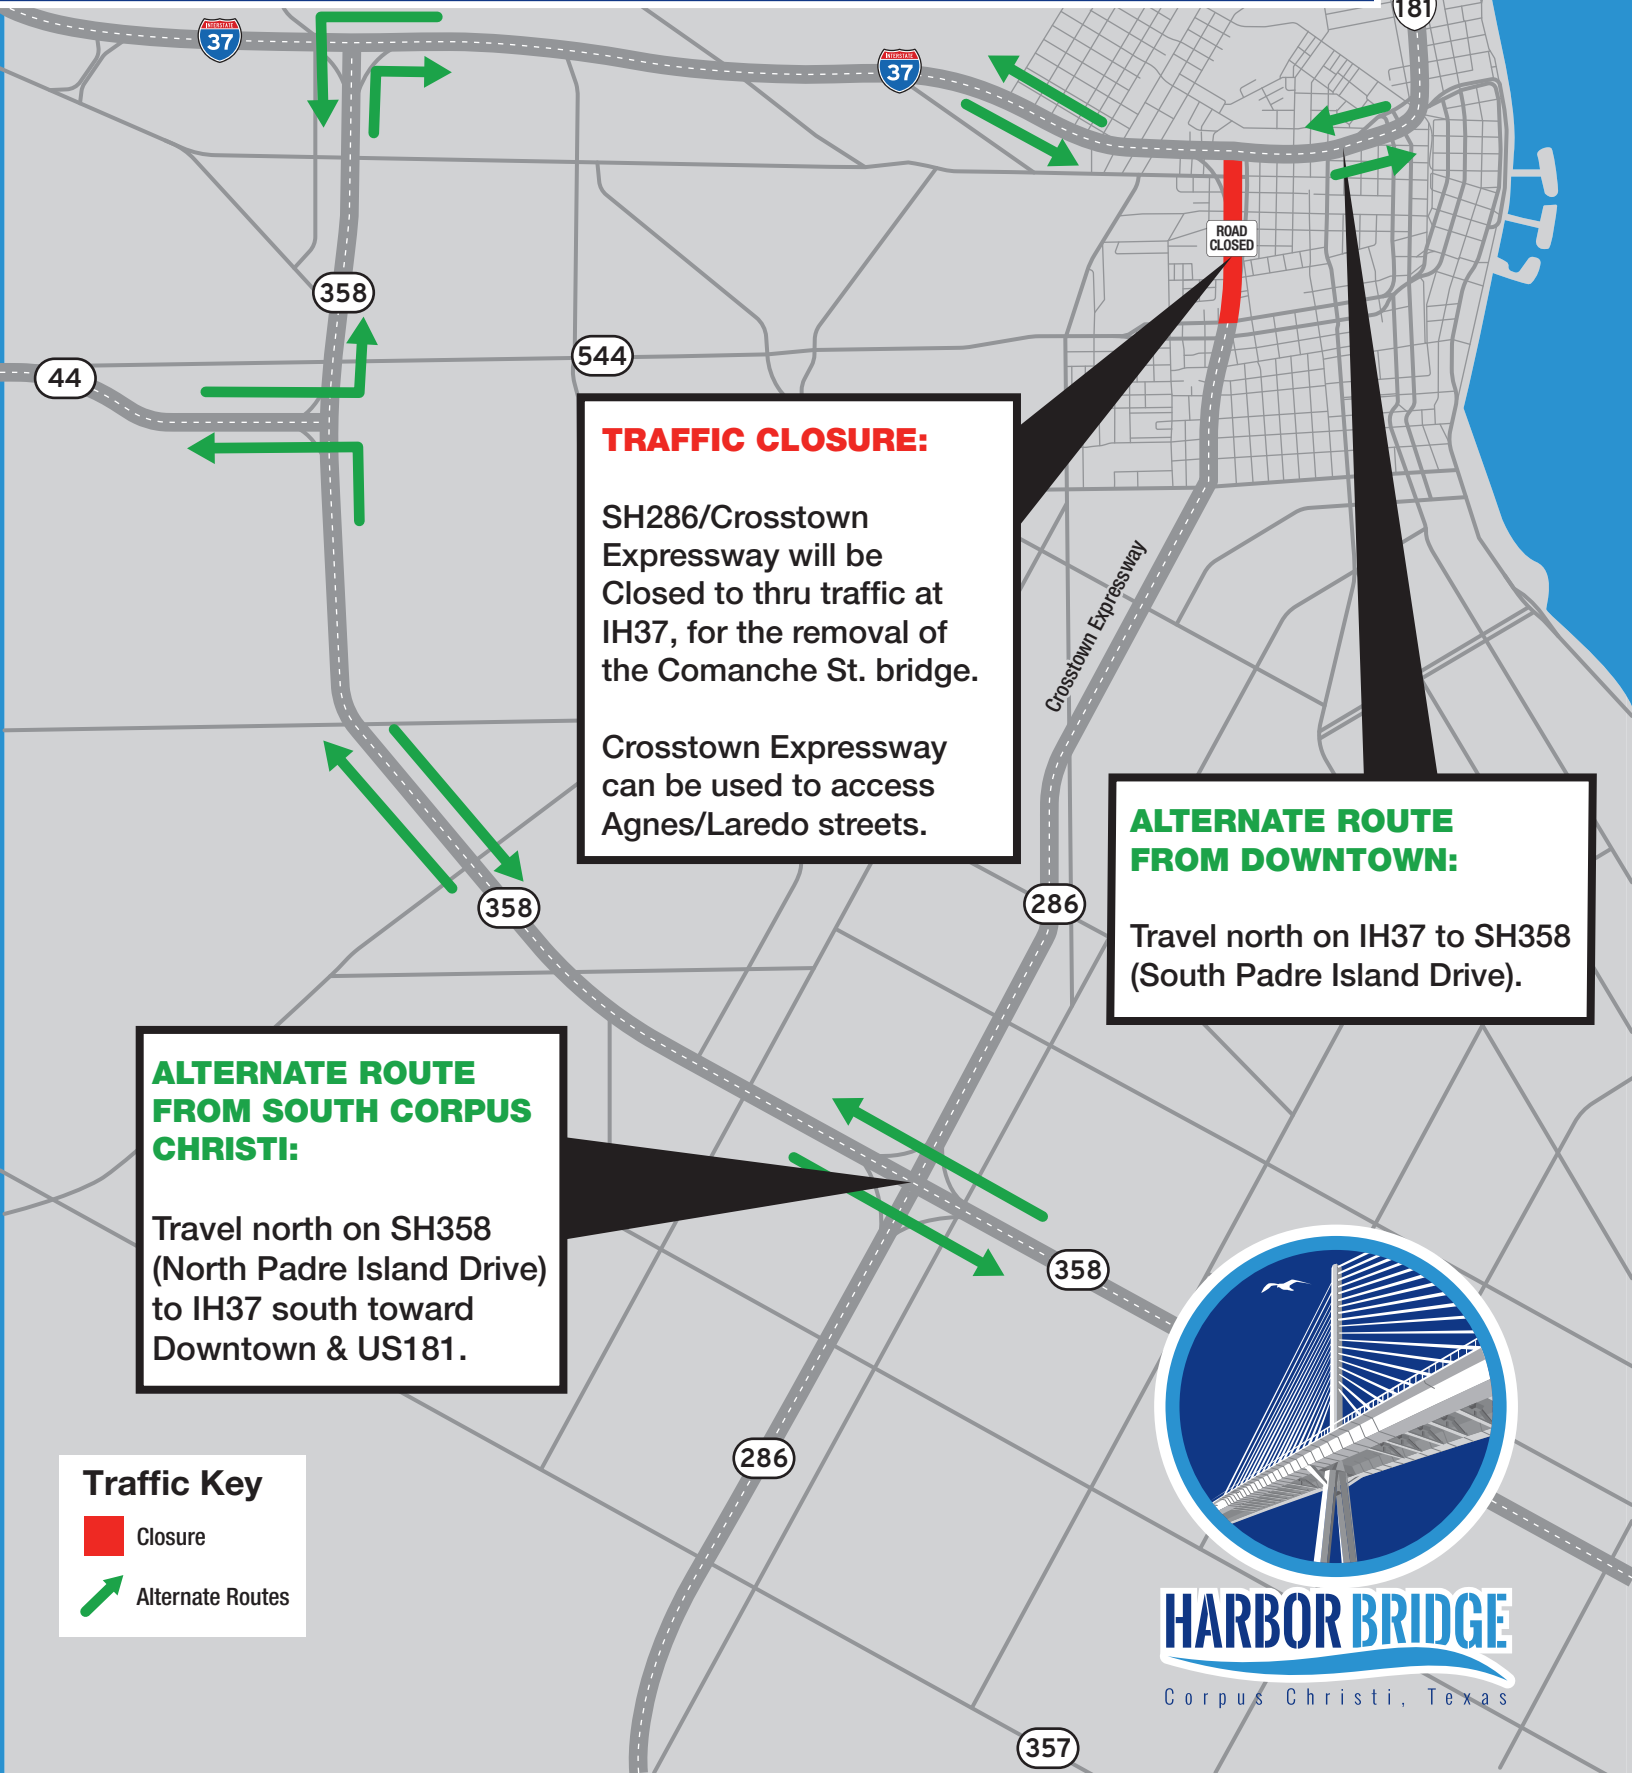 181
INTERSTATE
37
INTERSTATE
37
ROAD
CLOSED
358
544
44
TRAFFIC CLOSURE:
SH286/Crosstown
Expressway will be
Closed to thru traffic at
IH37, for the removal of
the Comanche St. bridge.
Crosstown Expressway
can be used to access
Agnes/Laredo streets.
Crosstown Expressway
ALTERNATE ROUTE
FROM DOWNTOWN:
Travel north on IH37 to SH358
(South Padre Island Drive).
358
286
ALTERNATE ROUTE
FROM SOUTH CORPUS
CHRISTI:
Travel north on SH358
(North Padre Island Drive)
to IH37 south toward
Downtown & US181.
358
286
Traffic Key
Closure
Alternate Routes
HARBOR BRIDGE
Corpus Christi, Texas
357